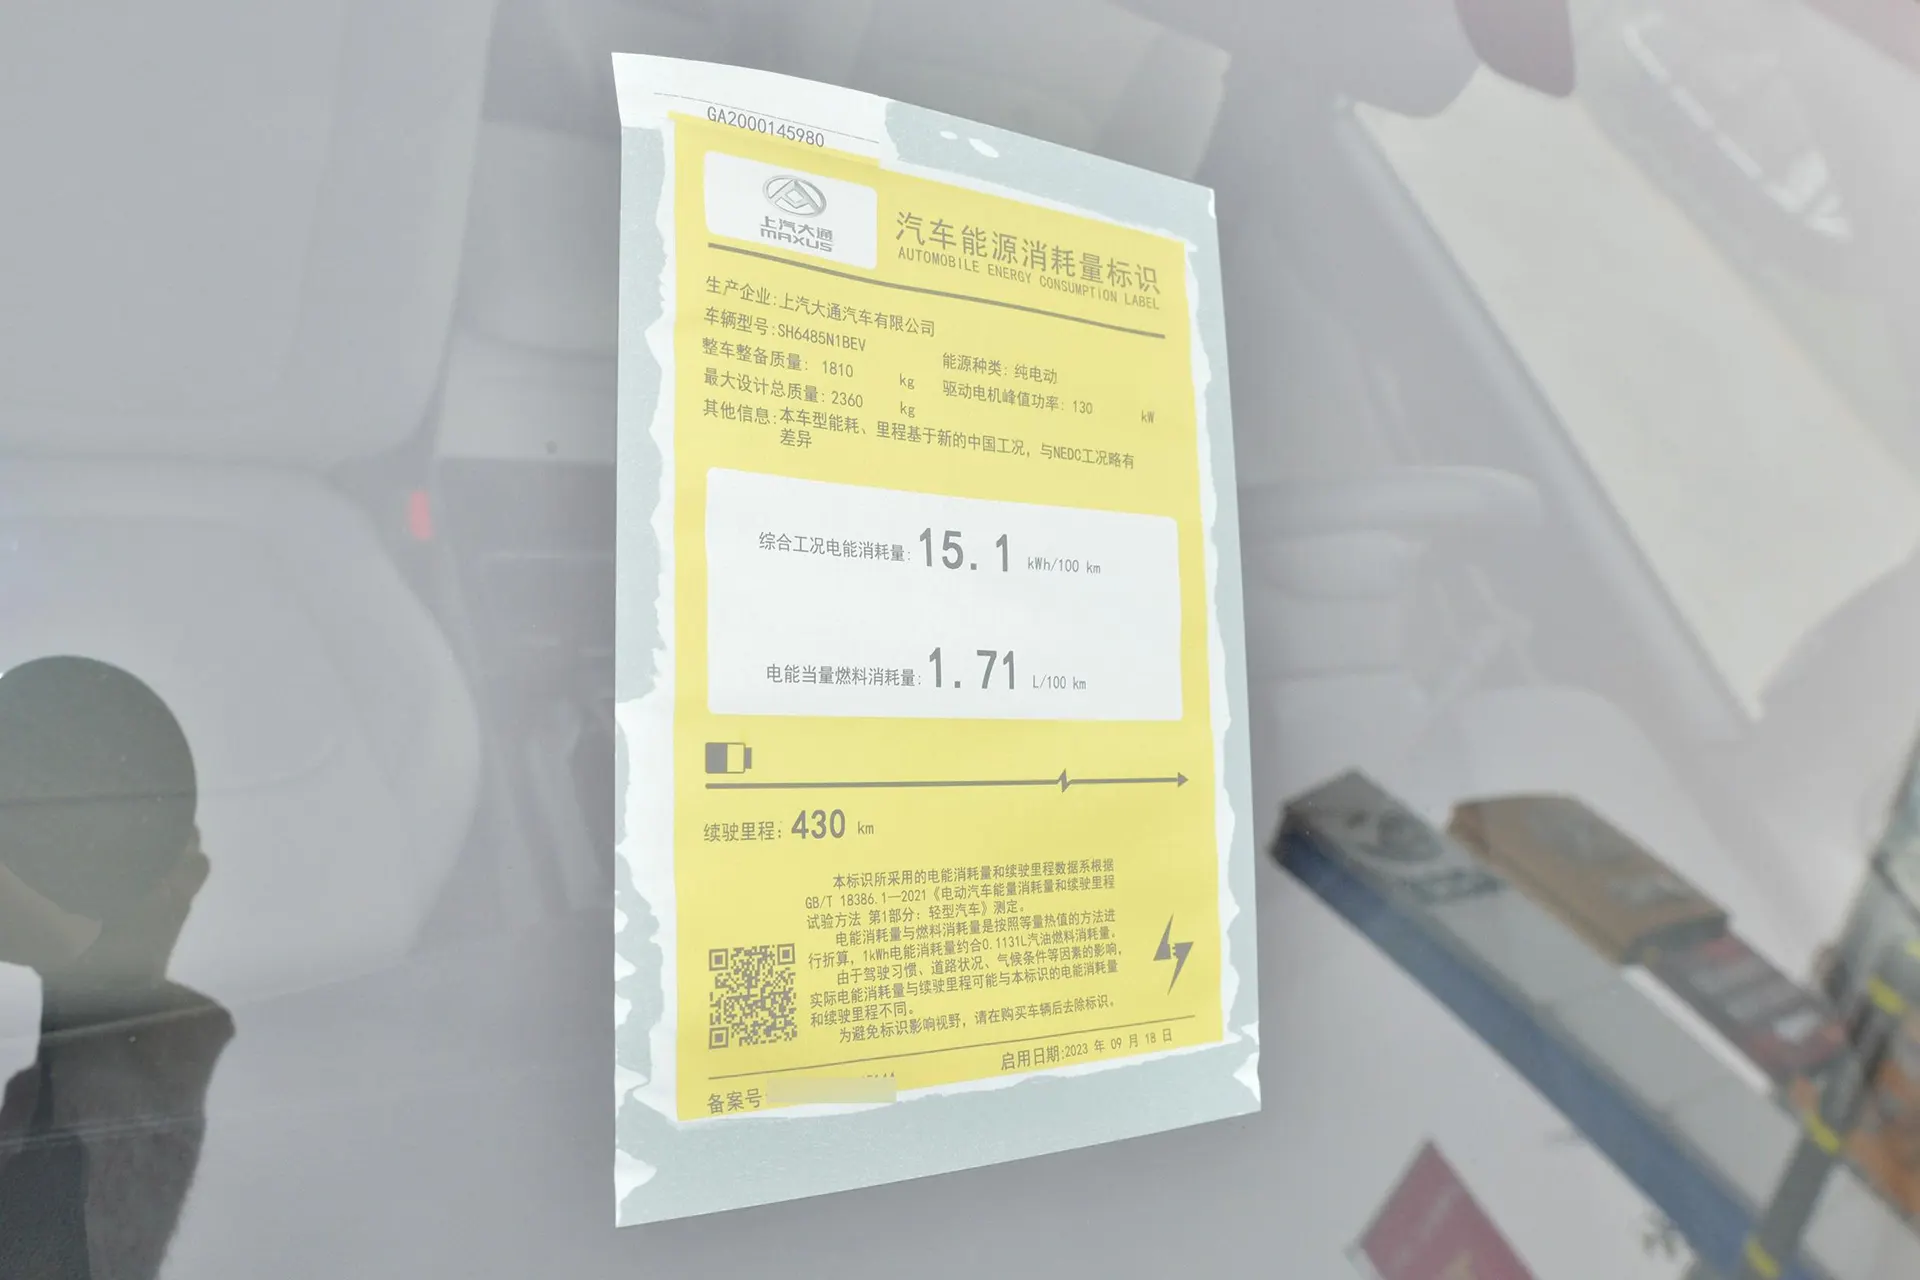 GA2000145980
上汽大通
MAXUS
汽车能源消耗量标识
AUTOMOBILE ENERGY CONSUMPTION LABEL
生产企业:上汽大通汽车有限公司
车辆型号:SH6485N1BEV
能源种类: 纯电动
整车整备质量: 1810 kg
驱动电机峰值功率: 130 kW
最大设计总质量: 2360 kg
其他信息:本车型能耗、里程基于新的中国工况, 与NEDC工况略有
差异
综合工况电能消耗量: 15.1 kWh/100 km
电能当量燃料消耗量: 1.71 L/100 km
续驶里程: 430 km
本标识所采用的电能消耗量和续驶里程数据系根据
GB/T 18386.1—2021《电动汽车能量消耗量和续驶里程
试验方法 第1部分: 轻型汽车》测定。
电能消耗量与燃料消耗量是按照等量热值的方法进
行折算, 1kWh电能消耗量约合0.1131L汽油燃料消耗量。
由于驾驶习惯、道路状况、气候条件等因素的影响,
实际电能消耗量与续驶里程可能与本标识的电能消耗量
和续驶里程不同。
为避免标识影响视野, 请在购买车辆后去除标识。
启用日期:2023 年 09 月 18 日
备案号